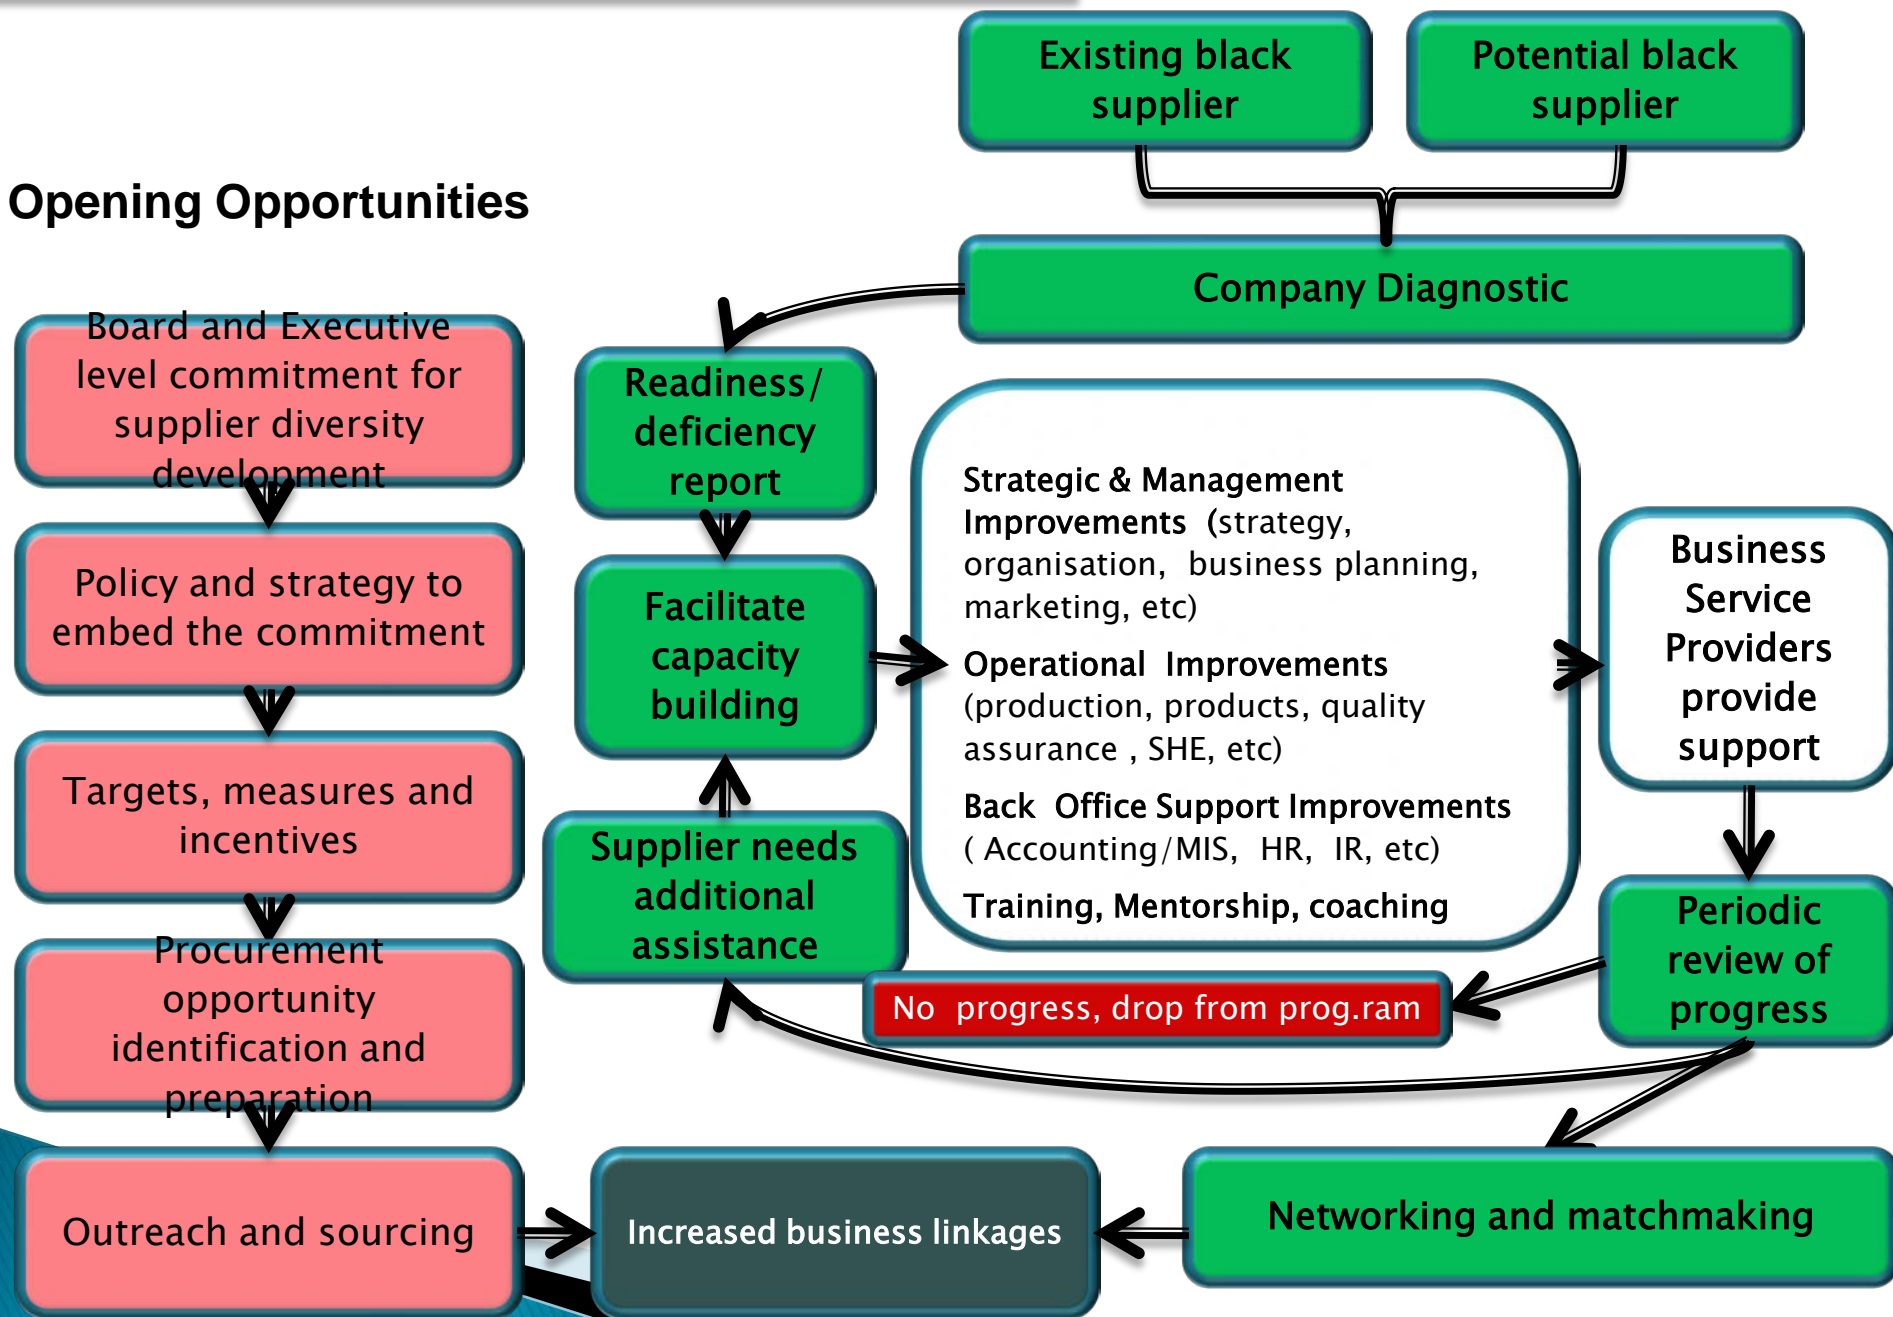 Existing black
supplier
Potential black
supplier
Opening Opportunities
Company Diagnostic
Board and Executive
level commitment for
supplier diversity
development
Policy and strategy to
embed the commitment
Targets, measures and
incentives
Procurement
opportunity
identification and
preparation
Outreach and sourcing
Readiness/
deficiency
report
Facilitate
capacity
building
Supplier needs
additional
assistance
Strategic & Management
Improvements (strategy,
organisation, business planning,
marketing, etc)
Operational Improvements
(production, products, quality
assurance , SHE, etc)
Back Office Support Improvements
( Accounting/MIS, HR, IR, etc)
Training, Mentorship, coaching
Business
Service
Providers
provide
support
Periodic
review of
progress
No progress, drop from prog.ram
Increased business linkages
Networking and matchmaking